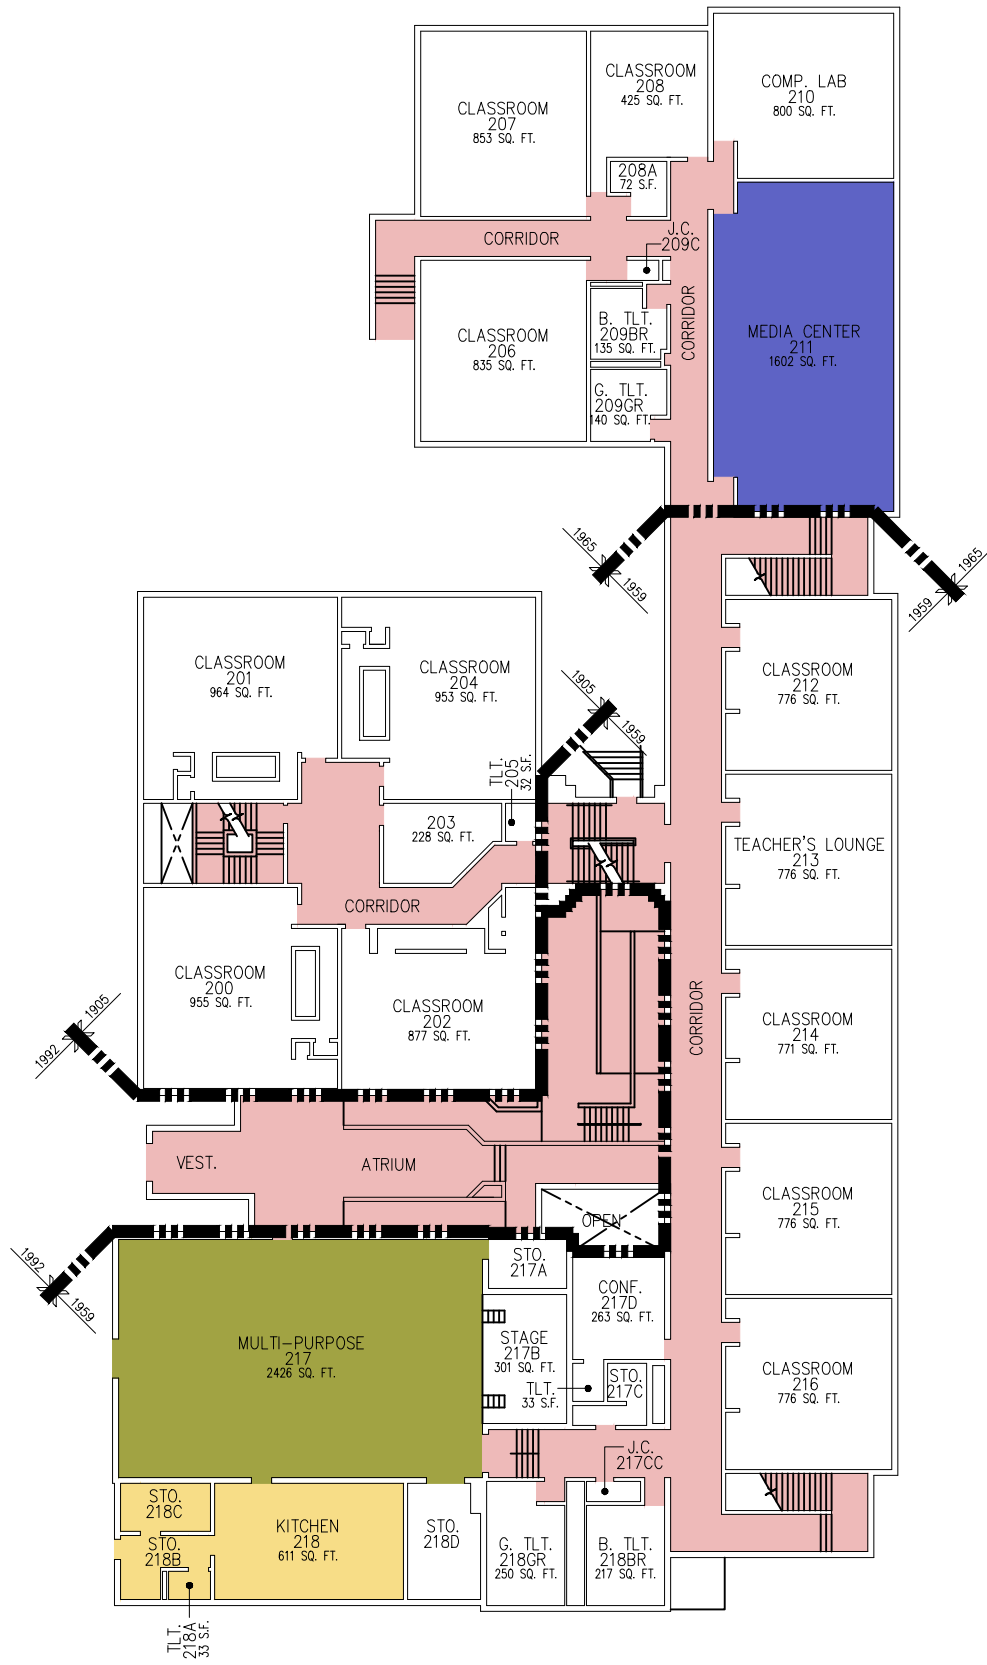 CLASSROOM
207
853 SQ. FT.
CLASSROOM
208
425 SQ. FT.
COMP. LAB
210
800 SQ. FT.
208A
72 S.F.
CORRIDOR
J.C.
209C
CLASSROOM
206
835 SQ. FT.
B. TLT.
209BR
135 SQ. FT.
CORRIDOR
MEDIA CENTER
211
1602 SQ. FT.
G. TLT.
209GR
140 SQ. FT.
1965
1959
1965
1959
CLASSROOM
201
964 SQ. FT.
CLASSROOM
204
953 SQ. FT.
CLASSROOM
212
776 SQ. FT.
1905
1959
TLT.
205
32 S.F.
203
228 SQ. FT.
TEACHER'S LOUNGE
213
776 SQ. FT.
CORRIDOR
CLASSROOM
200
955 SQ. FT.
CLASSROOM
202
877 SQ. FT.
CORRIDOR
CLASSROOM
214
771 SQ. FT.
1905
1992
VEST.
ATRIUM
OPEN
CLASSROOM
215
776 SQ. FT.
1992
1959
STO.
217A
CONF.
217D
263 SQ. FT.
MULTI-PURPOSE
217
2426 SQ. FT.
STAGE
217B
301 SQ. FT.
TLT.
33 S.F.
STO.
217C
CLASSROOM
216
776 SQ. FT.
J.C.
217CC
STO.
218C
STO.
218B
KITCHEN
218
611 SQ. FT.
STO.
218D
G. TLT.
218GR
250 SQ. FT.
B. TLT.
218BR
217 SQ. FT.
TLT.
218A
33 S.F.